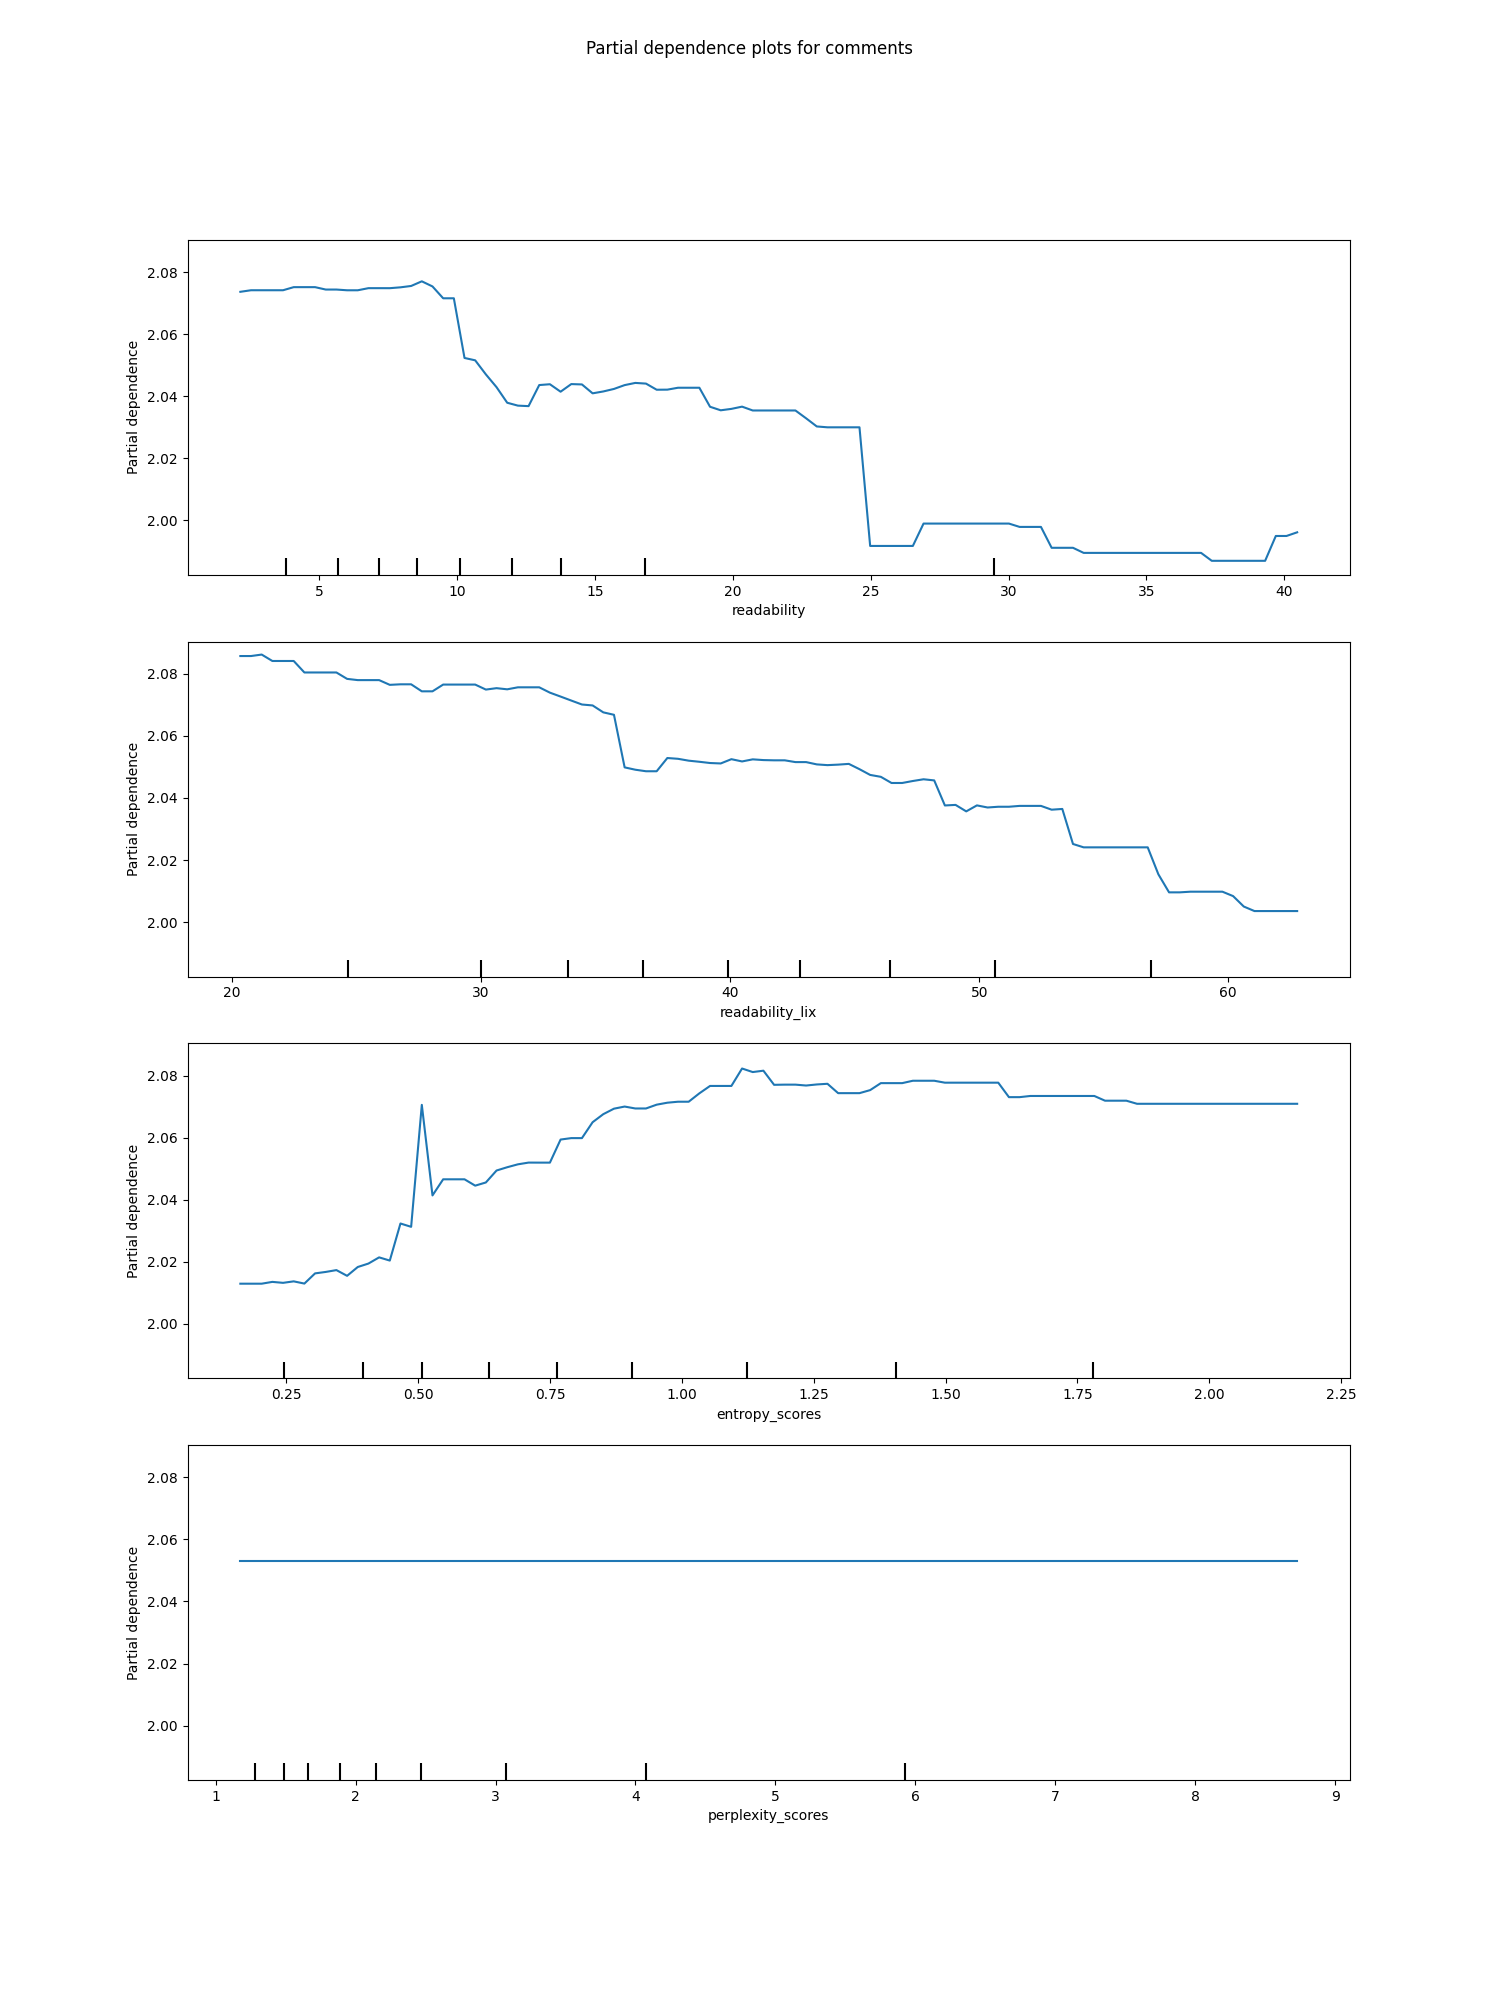 Partial dependence plots for comments
2.08
2.06
2.04
2.02
2.00
Partial dependence
5 10 15 20 25 30 35 40
readability
2.08
2.06
2.04
2.02
2.00
Partial dependence
20 30 40 50 60
readability_lix
2.08
2.06
2.04
2.02
2.00
Partial dependence
0.25 0.50 0.75 1.00 1.25 1.50 1.75 2.00 2.25
entropy_scores
2.08
2.06
2.04
2.02
2.00
Partial dependence
1 2 3 4 5 6 7 8 9
perplexity_scores